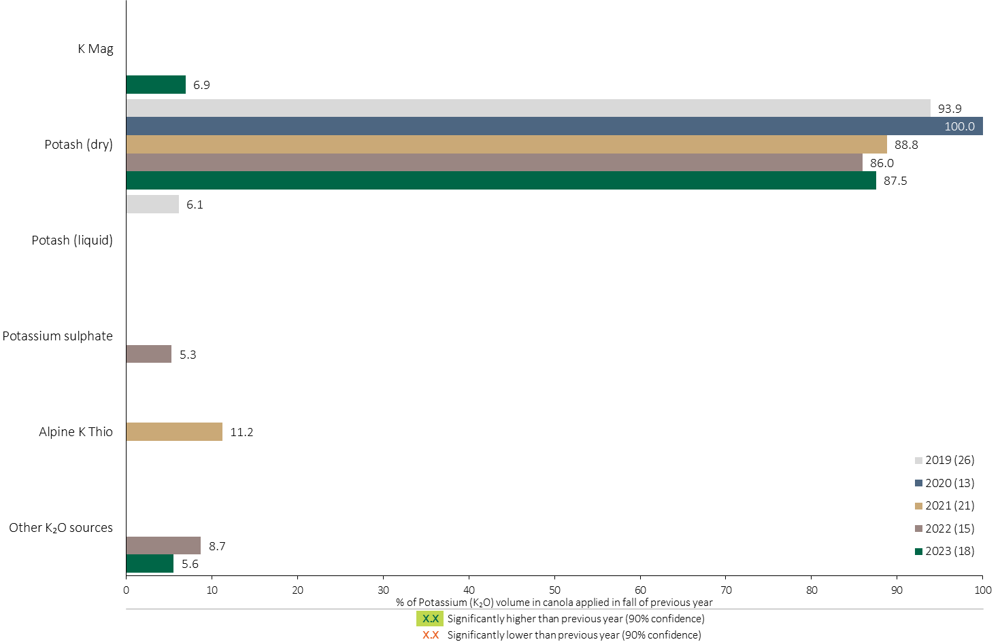 K Mag
6.9
93.9
100.0
Potash (dry)
88.8
86.0
87.5
6.1
Potash (liquid)
Potassium sulphate
5.3
Alpine K Thio
11.2
2019 (26)
2020 (13)
2021 (21)
2022 (15)
2023 (18)
Other K₂O sources
8.7
5.6
0 10 20 30 40 50 60 70 80 90 100
% of Potassium (K₂O) volume in canola applied in fall of previous year
X.X Significantly higher than previous year (90% confidence)
X.X Significantly lower than previous year (90% confidence)